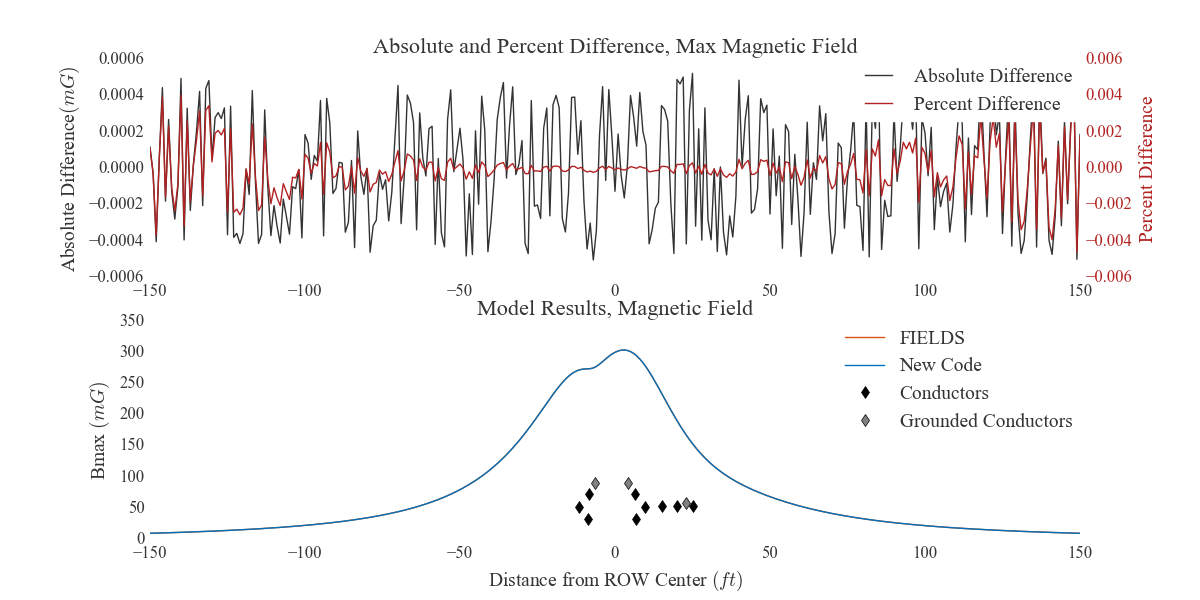 Absolute and Percent Difference, Max Magnetic Field
Absolute Difference(mG)
0.0006
0.0004
0.0002
0.0000
−0.0002
−0.0004
−0.0006
0.006
0.004
0.002
0.000
−0.002
−0.004
−0.006
Percent Difference
Absolute Difference
Percent Difference
−150 −100 −50 0 50 100 150
Model Results, Magnetic Field
Bmax (mG)
350
300
250
200
150
100
50
0
FIELDS
New Code
Conductors
Grounded Conductors
−150 −100 −50 0 50 100 150
Distance from ROW Center (ft)